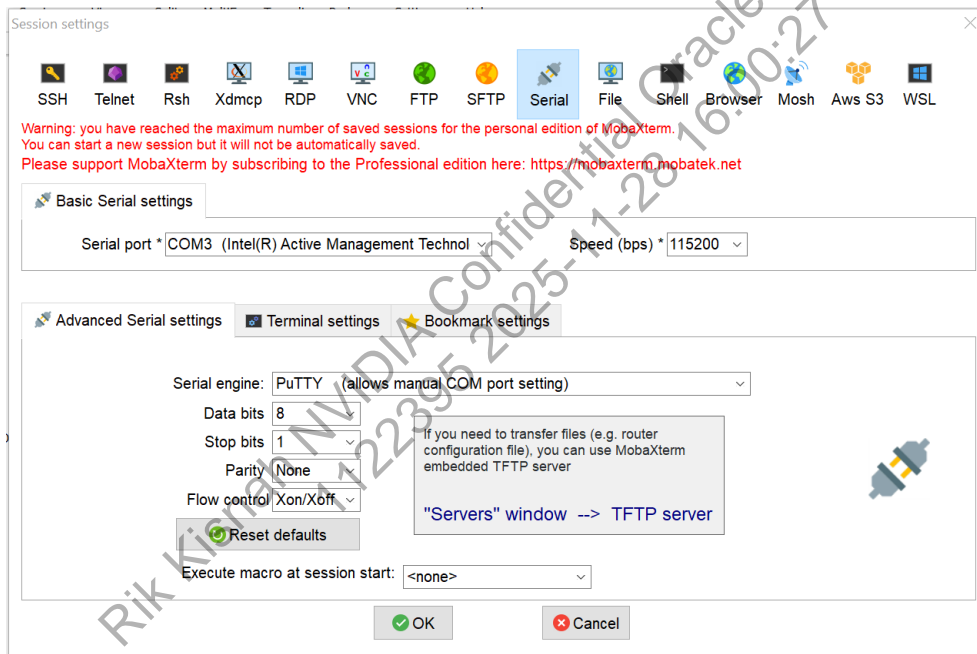 Session settings
SSH Telnet Rsh Xdmcp RDP VNC FTP SFTP Serial File Shell Browser Mosh Aws S3 WSL
Warning: you have reached the maximum number of saved sessions for the personal edition of MobaXterm.
You can start a new session but it will not be automatically saved.
Please support MobaXterm by subscribing to the Professional edition here: https://mobaxterm.mobatek.net
Basic Serial settings
Serial port * COM3 (Intel(R) Active Management Technol Speed (bps) * 115200
Advanced Serial settings Terminal settings Bookmark settings
Serial engine: PuTTY (allows manual COM port setting)
Data bits 8
Stop bits 1
Parity None
Flow control Xon/Xoff
If you need to transfer files (e.g. router
configuration file), you can use MobaXterm
embedded TFTP server
"Servers" window --> TFTP server
Reset defaults
Execute macro at session start: <none>
OK Cancel
Rik Kisnah NVIDIA Confidential Oracle
1122395 2025-11-28 16:00:27